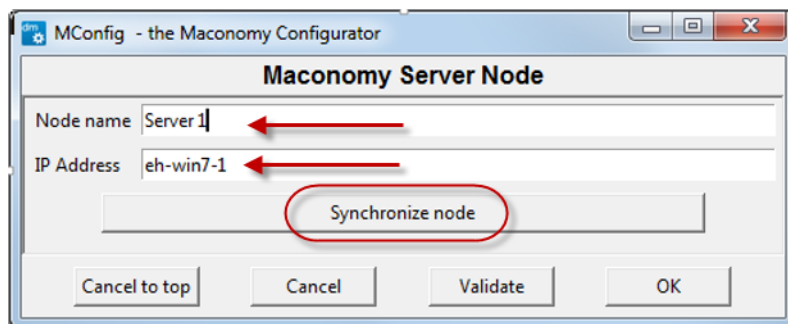 dm
MConfig - the Maconomy Configurator
Maconomy Server Node
Node name Server 1
IP Address eh-win7-1
Synchronize node
Cancel to top Cancel Validate OK